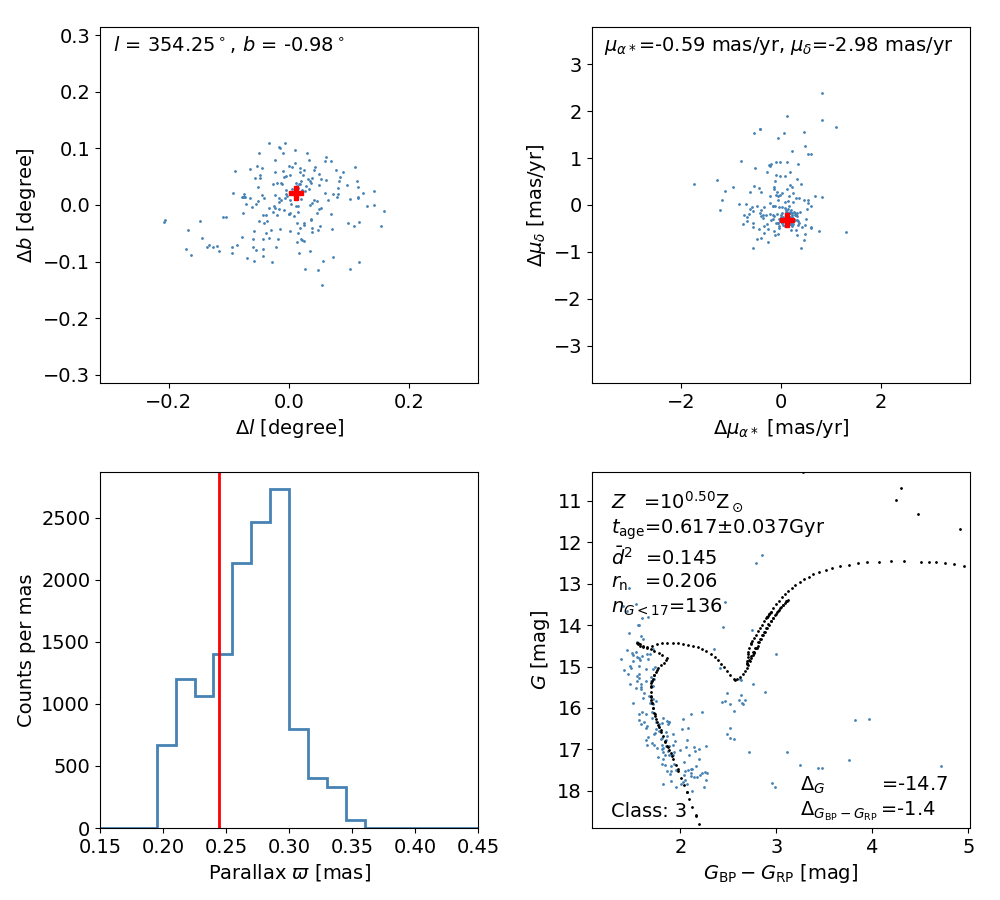 l = 354.25°, b = -0.98°
0.3
0.2
0.1
0.0
−0.1
−0.2
−0.3
Δb [degree]
−0.2 0.0 0.2
Δl [degree]
μα*=-0.59 mas/yr, μδ=-2.98 mas/yr
3
2
1
0
−1
−2
−3
Δμδ [mas/yr]
−2 0 2
Δμα* [mas/yr]
2500
2000
1500
1000
500
0
Counts per mas
0.15 0.20 0.25 0.30 0.35 0.40 0.45
Parallax ϖ [mas]
11
12
13
14
15
16
17
18
G [mag]
Z =10^0.50 Z⊙
t_age=0.617±0.037Gyr
d̄² =0.145
r_n =0.206
n_G<17=136
Δ_G =-14.7
Class: 3 Δ_GBP−GRP =-1.4
2 3 4 5
G_BP − G_RP [mag]